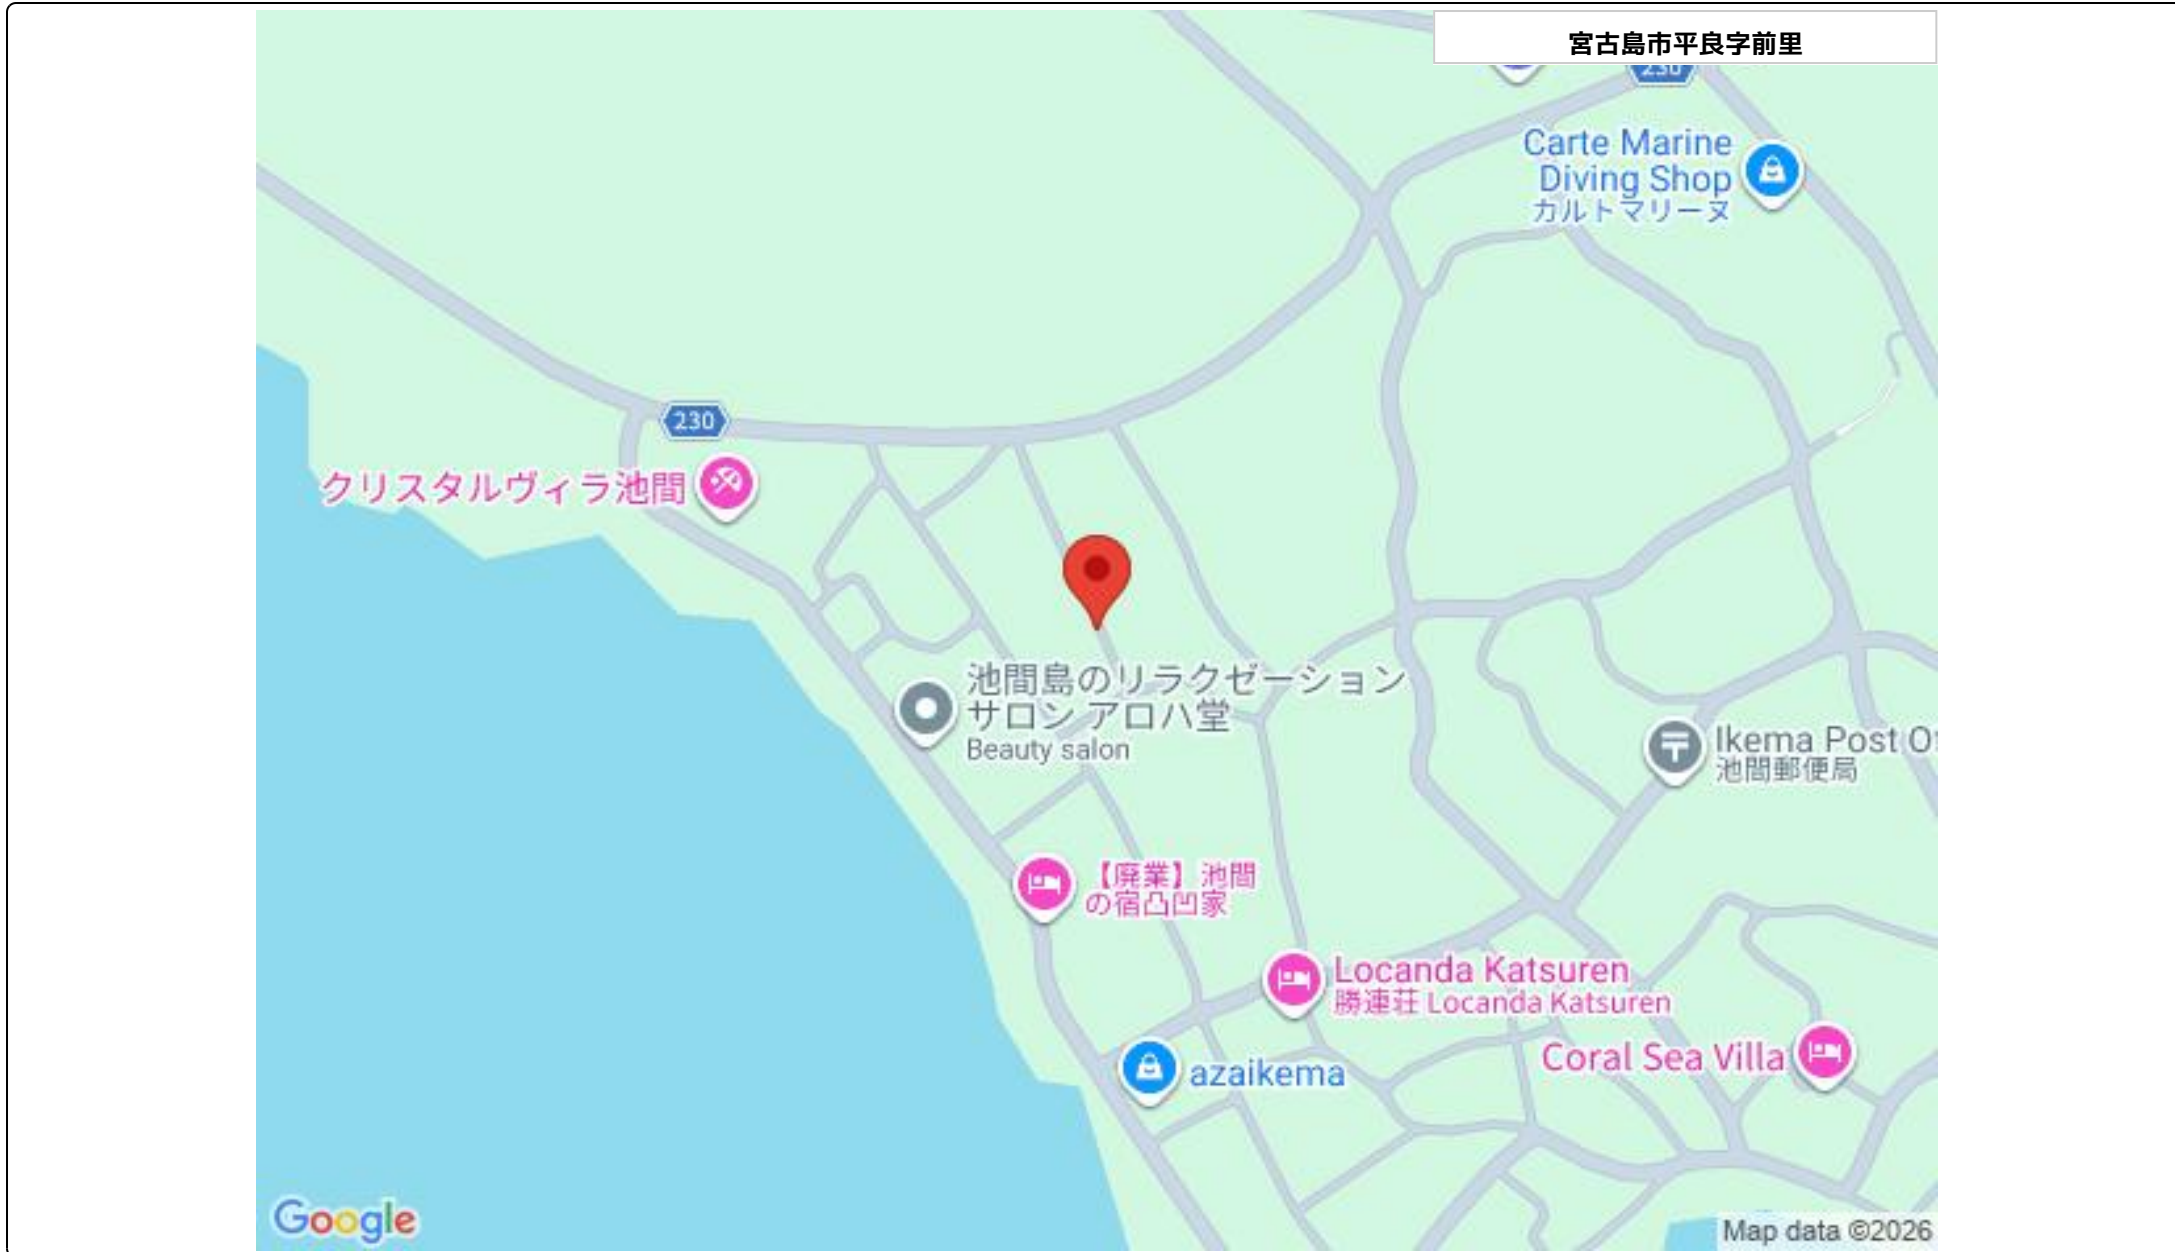 宮古島市平良字前里
230
Carte Marine
Diving Shop
カルトマリーヌ
230
クリスタルヴィラ池間
池間島のリラクゼーション
サロン アロハ堂
Beauty salon
Ikema Post Of
池間郵便局
【廃業】池間
の宿凸凹家
Locanda Katsuren
勝連荘 Locanda Katsuren
Coral Sea Villa
azaikema
Google
Map data ©2026